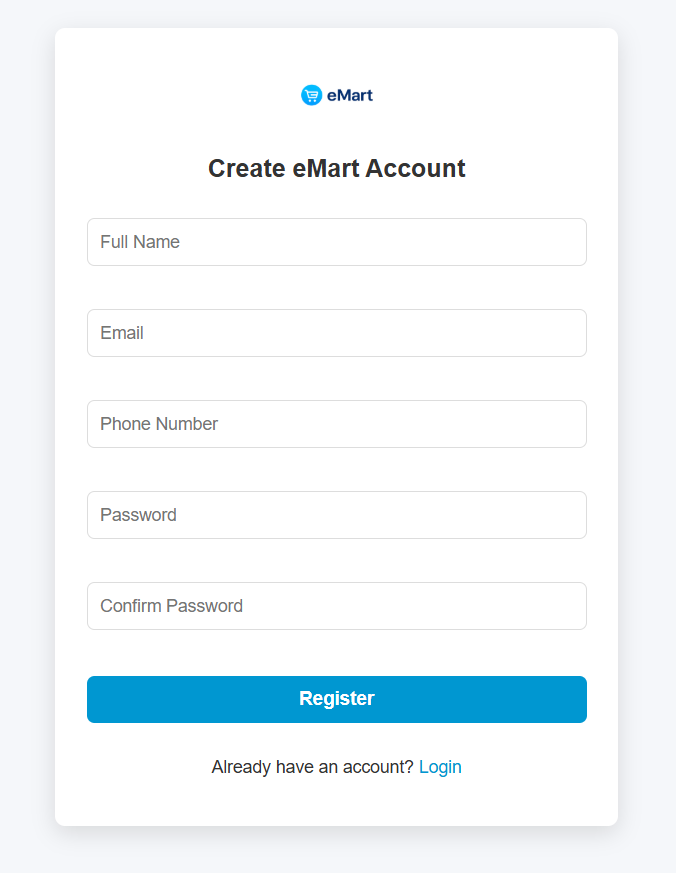 eMart
Create eMart Account
Full Name
Email
Phone Number
Password
Confirm Password
Register
Already have an account? Login